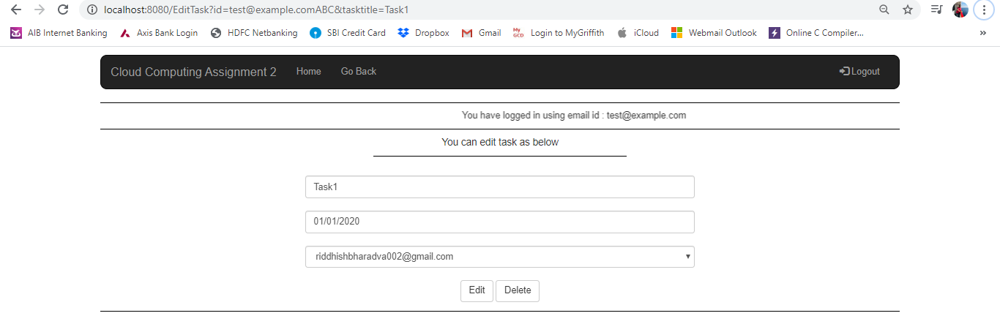 localhost:8080/EditTask?id=test@example.comABC&tasktitle=Task1
AIB Internet Banking Axis Bank Login HDFC Netbanking SBI Credit Card Dropbox Gmail My GCD Login to MyGriffith iCloud Webmail Outlook Online C Compiler... »
Cloud Computing Assignment 2 Home Go Back Logout
You have logged in using email id : test@example.com
You can edit task as below
Task1
01/01/2020
riddhishbharadva002@gmail.com
Edit Delete